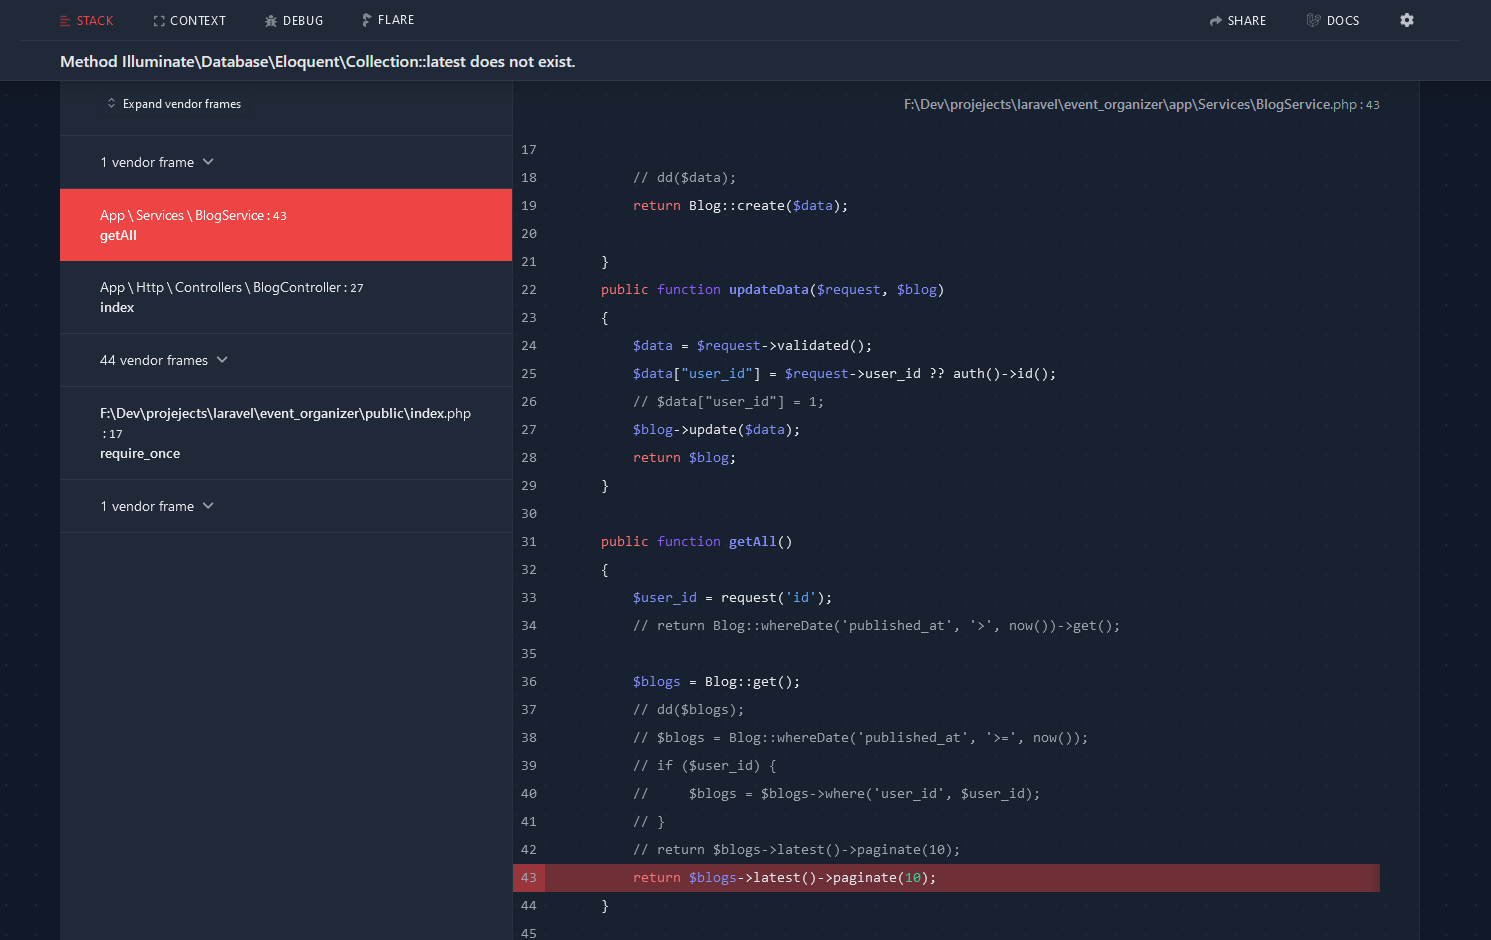 STACK CONTEXT DEBUG FLARE SHARE DOCS
Method Illuminate\Database\Eloquent\Collection::latest does not exist.
Expand vendor frames
1 vendor frame
App \ Services \ BlogService : 43
getAll
App \ Http \ Controllers \ BlogController : 27
index
44 vendor frames
F:\Dev\projejects\laravel\event_organizer\public\index.php
: 17
require_once
1 vendor frame
F:\Dev\projejects\laravel\event_organizer\app\Services\BlogService.php : 43
17
18 // dd($data);
19 return Blog::create($data);
20
21 }
22 public function updateData($request, $blog)
23 {
24 $data = $request->validated();
25 $data["user_id"] = $request->user_id ?? auth()->id();
26 // $data["user_id"] = 1;
27 $blog->update($data);
28 return $blog;
29 }
30
31 public function getAll()
32 {
33 $user_id = request('id');
34 // return Blog::whereDate('published_at', '>', now())->get();
35
36 $blogs = Blog::get();
37 // dd($blogs);
38 // $blogs = Blog::whereDate('published_at', '>=', now());
39 // if ($user_id) {
40 //     $blogs = $blogs->where('user_id', $user_id);
41 // }
42 // return $blogs->latest()->paginate(10);
43 return $blogs->latest()->paginate(10);
44 }
45